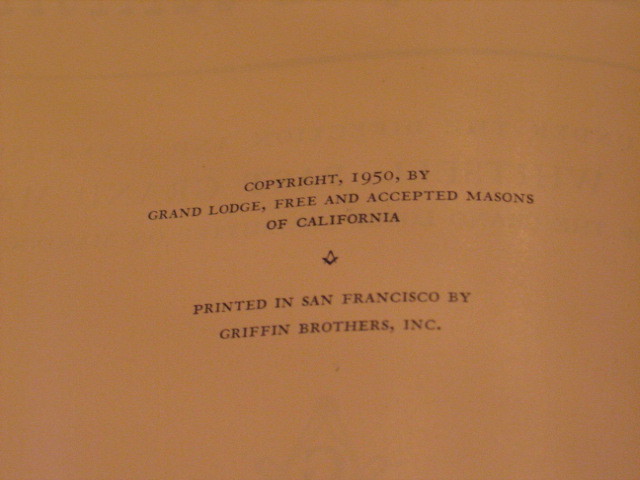 COPYRIGHT, 1950, BY
GRAND LODGE, FREE AND ACCEPTED MASONS
OF CALIFORNIA
PRINTED IN SAN FRANCISCO BY
GRIFFIN BROTHERS, INC.